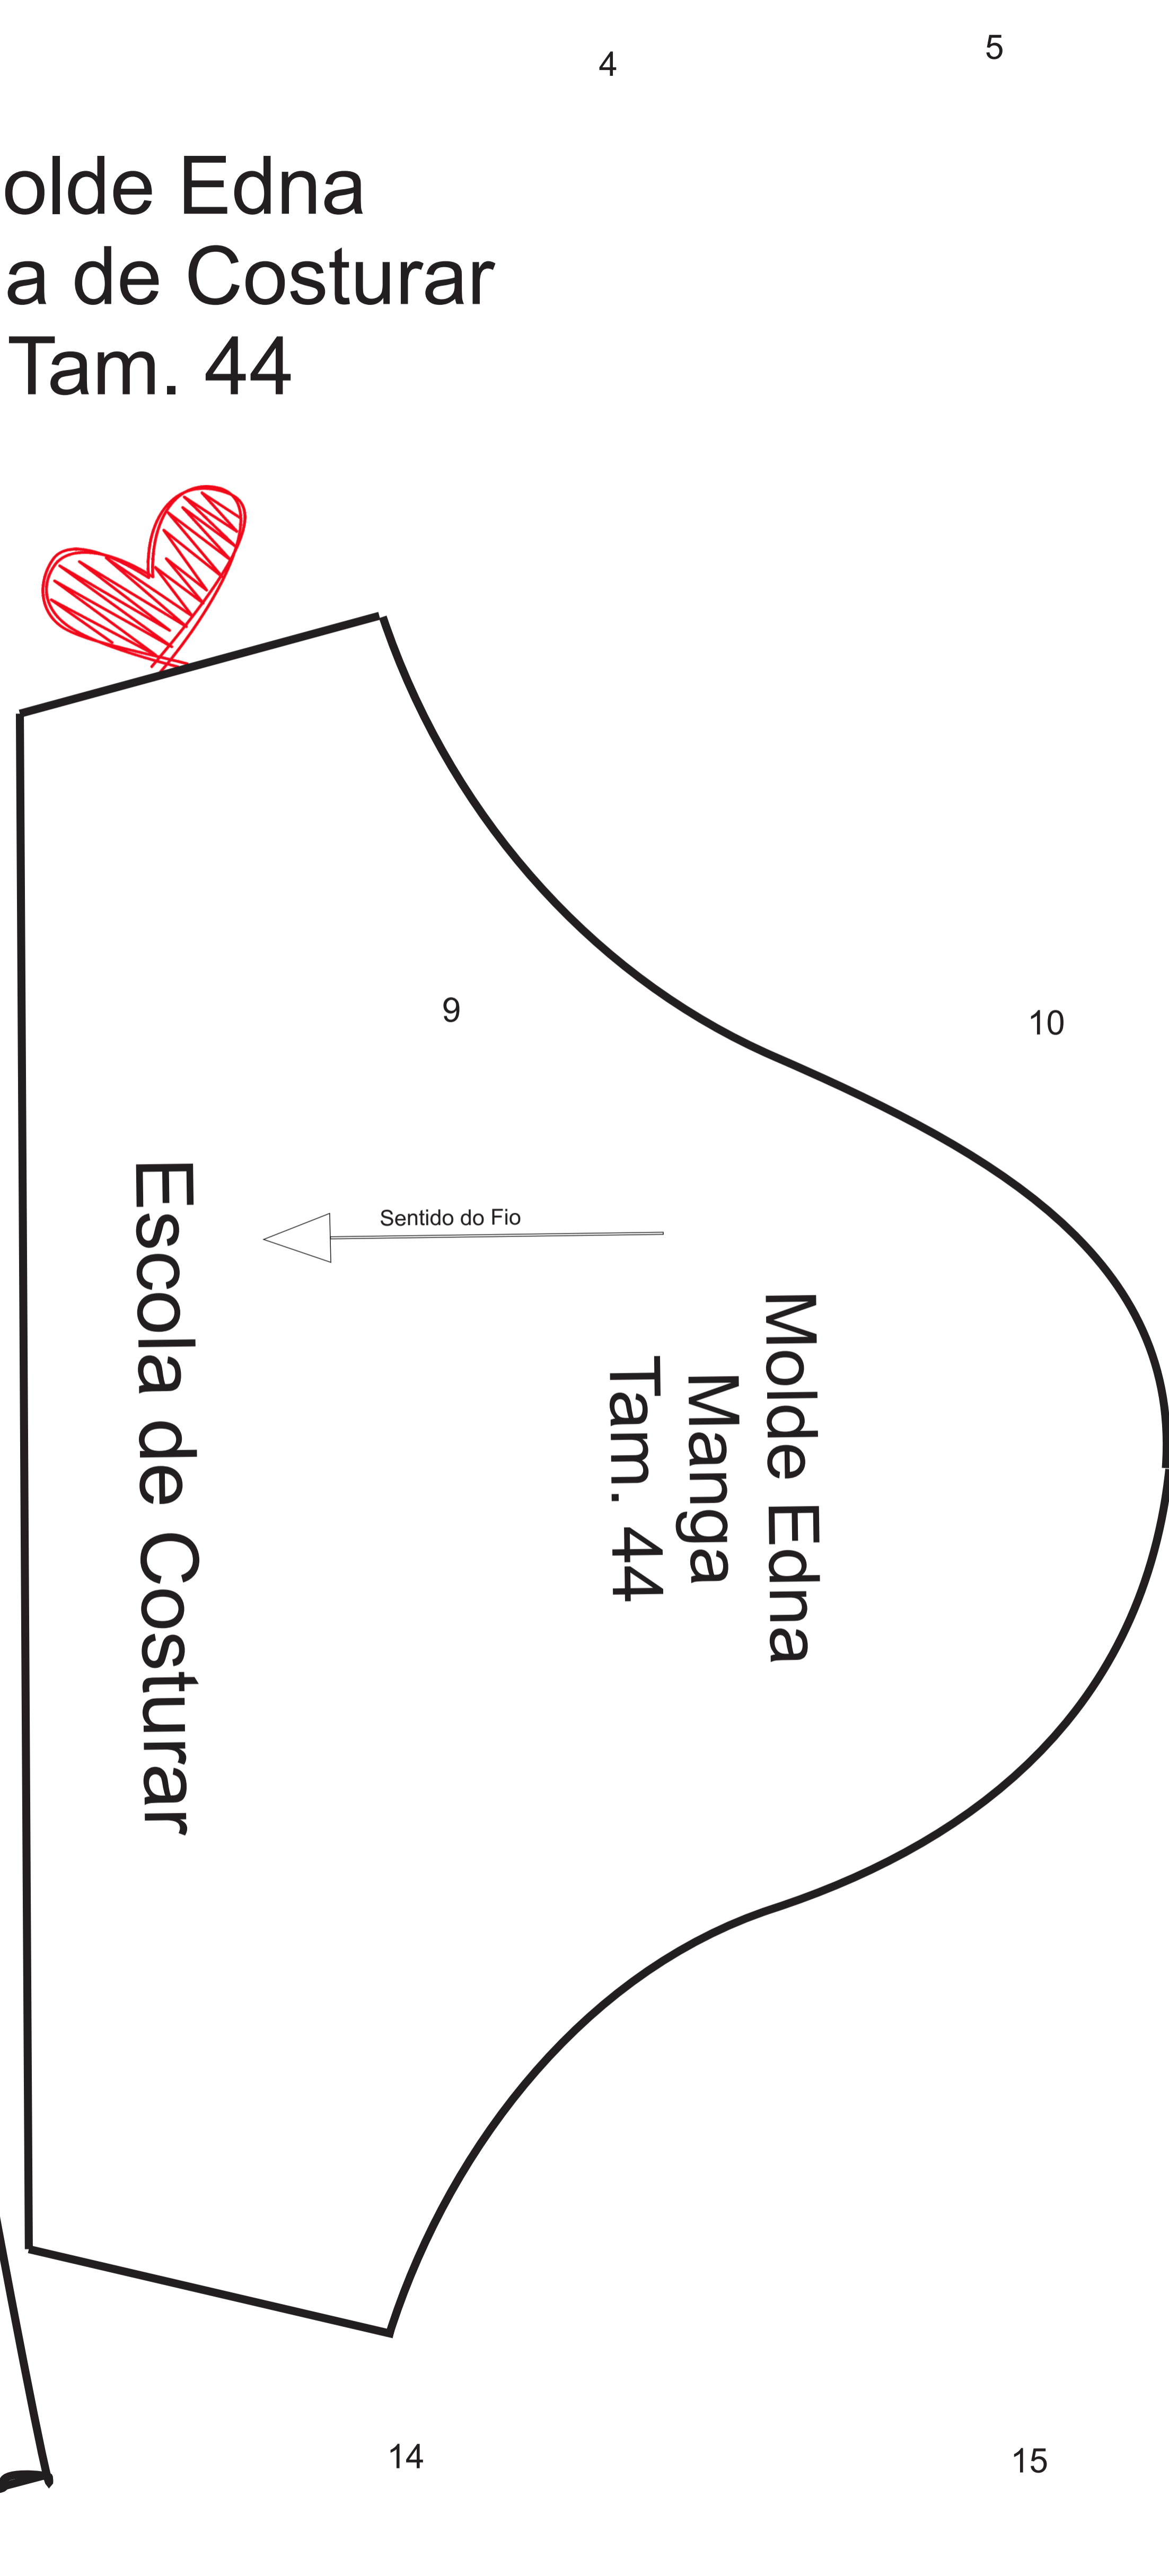 4
5
olde Edna
a de Costurar
Tam. 44
9
10
Sentido do Fio
Molde Edna
Manga
Tam. 44
Escola de Costurar
14
15